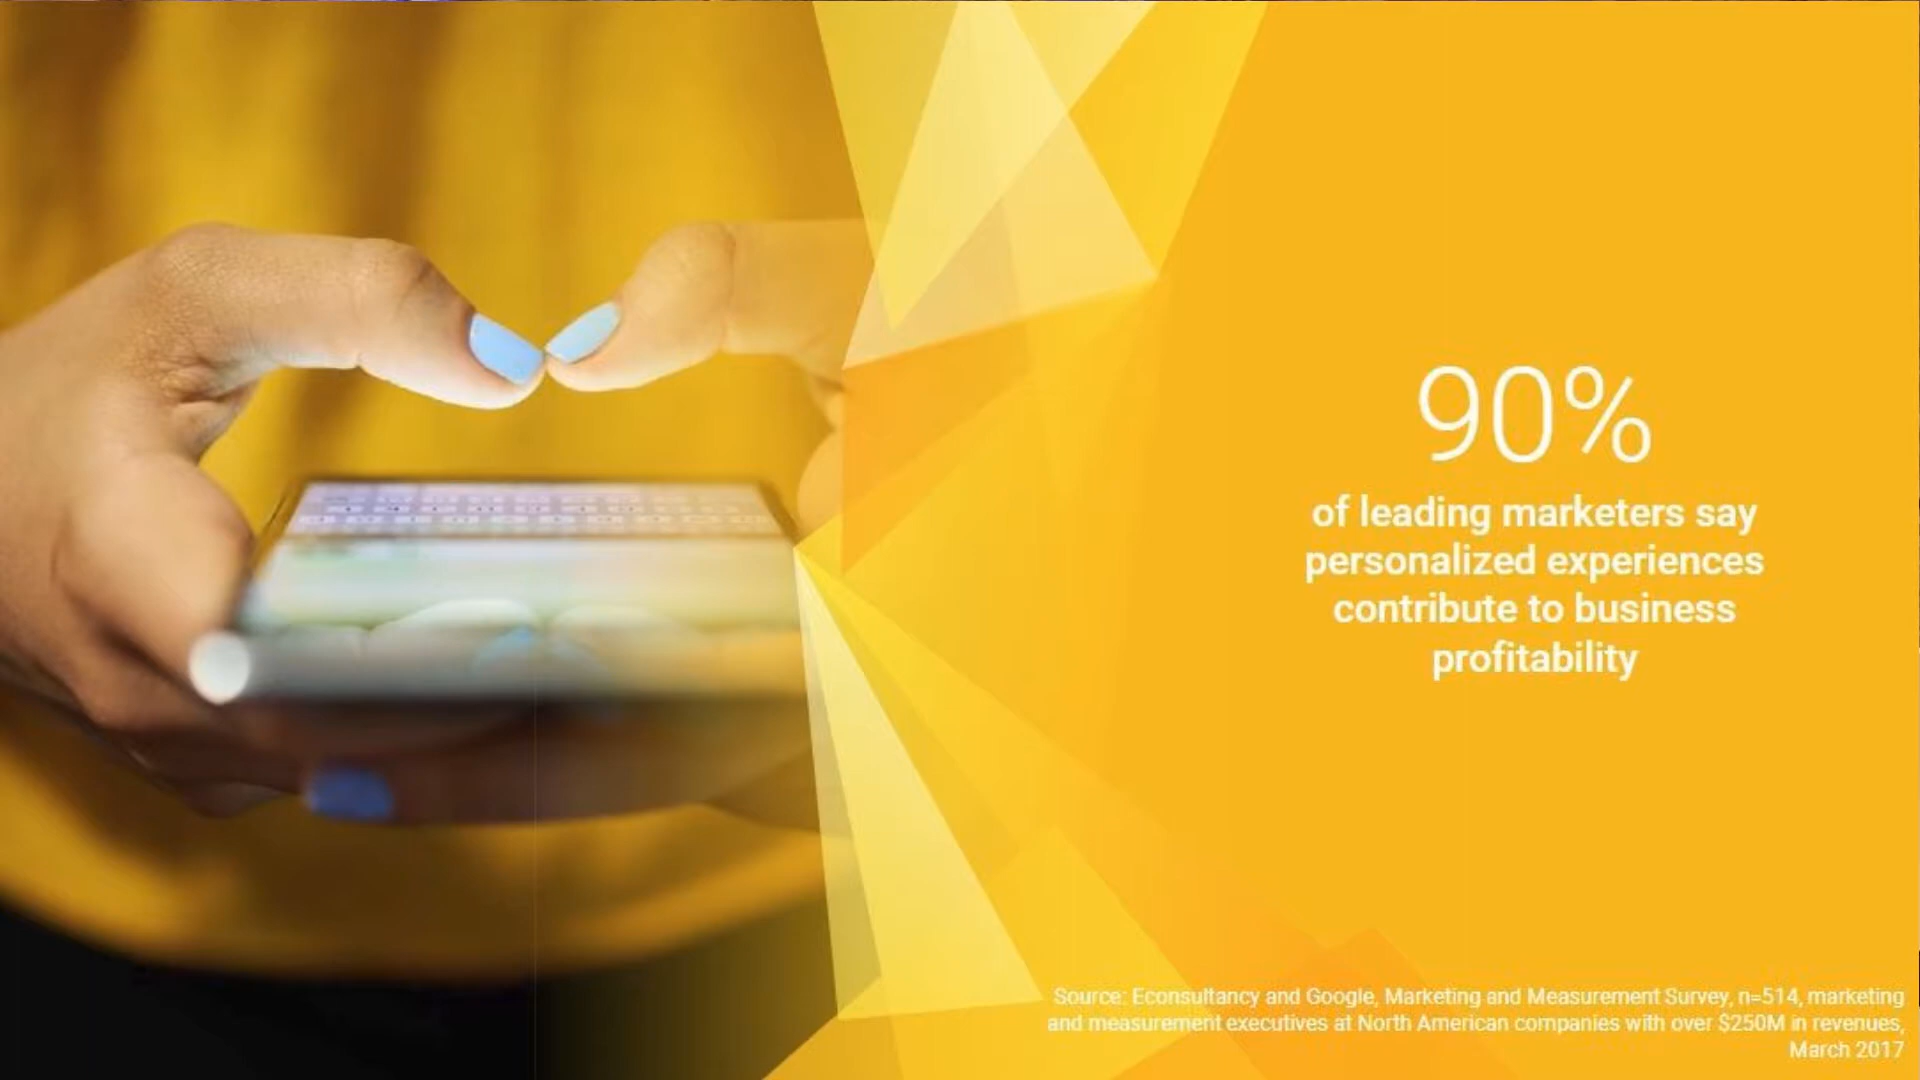 90%
of leading marketers say
personalized experiences
contribute to business
profitability
Source: Econsultancy and Google, Marketing and Measurement Survey, n=514, marketing
and measurement executives at North American companies with over $250M in revenues,
March 2017